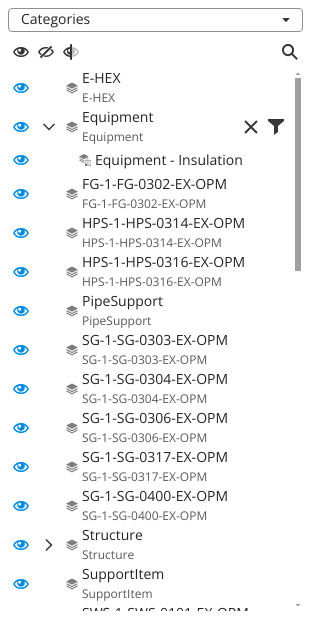 Categories
E-HEX
E-HEX
Equipment
Equipment
Equipment - Insulation
FG-1-FG-0302-EX-OPM
FG-1-FG-0302-EX-OPM
HPS-1-HPS-0314-EX-OPM
HPS-1-HPS-0314-EX-OPM
HPS-1-HPS-0316-EX-OPM
HPS-1-HPS-0316-EX-OPM
PipeSupport
PipeSupport
SG-1-SG-0303-EX-OPM
SG-1-SG-0303-EX-OPM
SG-1-SG-0304-EX-OPM
SG-1-SG-0304-EX-OPM
SG-1-SG-0306-EX-OPM
SG-1-SG-0306-EX-OPM
SG-1-SG-0317-EX-OPM
SG-1-SG-0317-EX-OPM
SG-1-SG-0400-EX-OPM
SG-1-SG-0400-EX-OPM
Structure
Structure
SupportItem
SupportItem